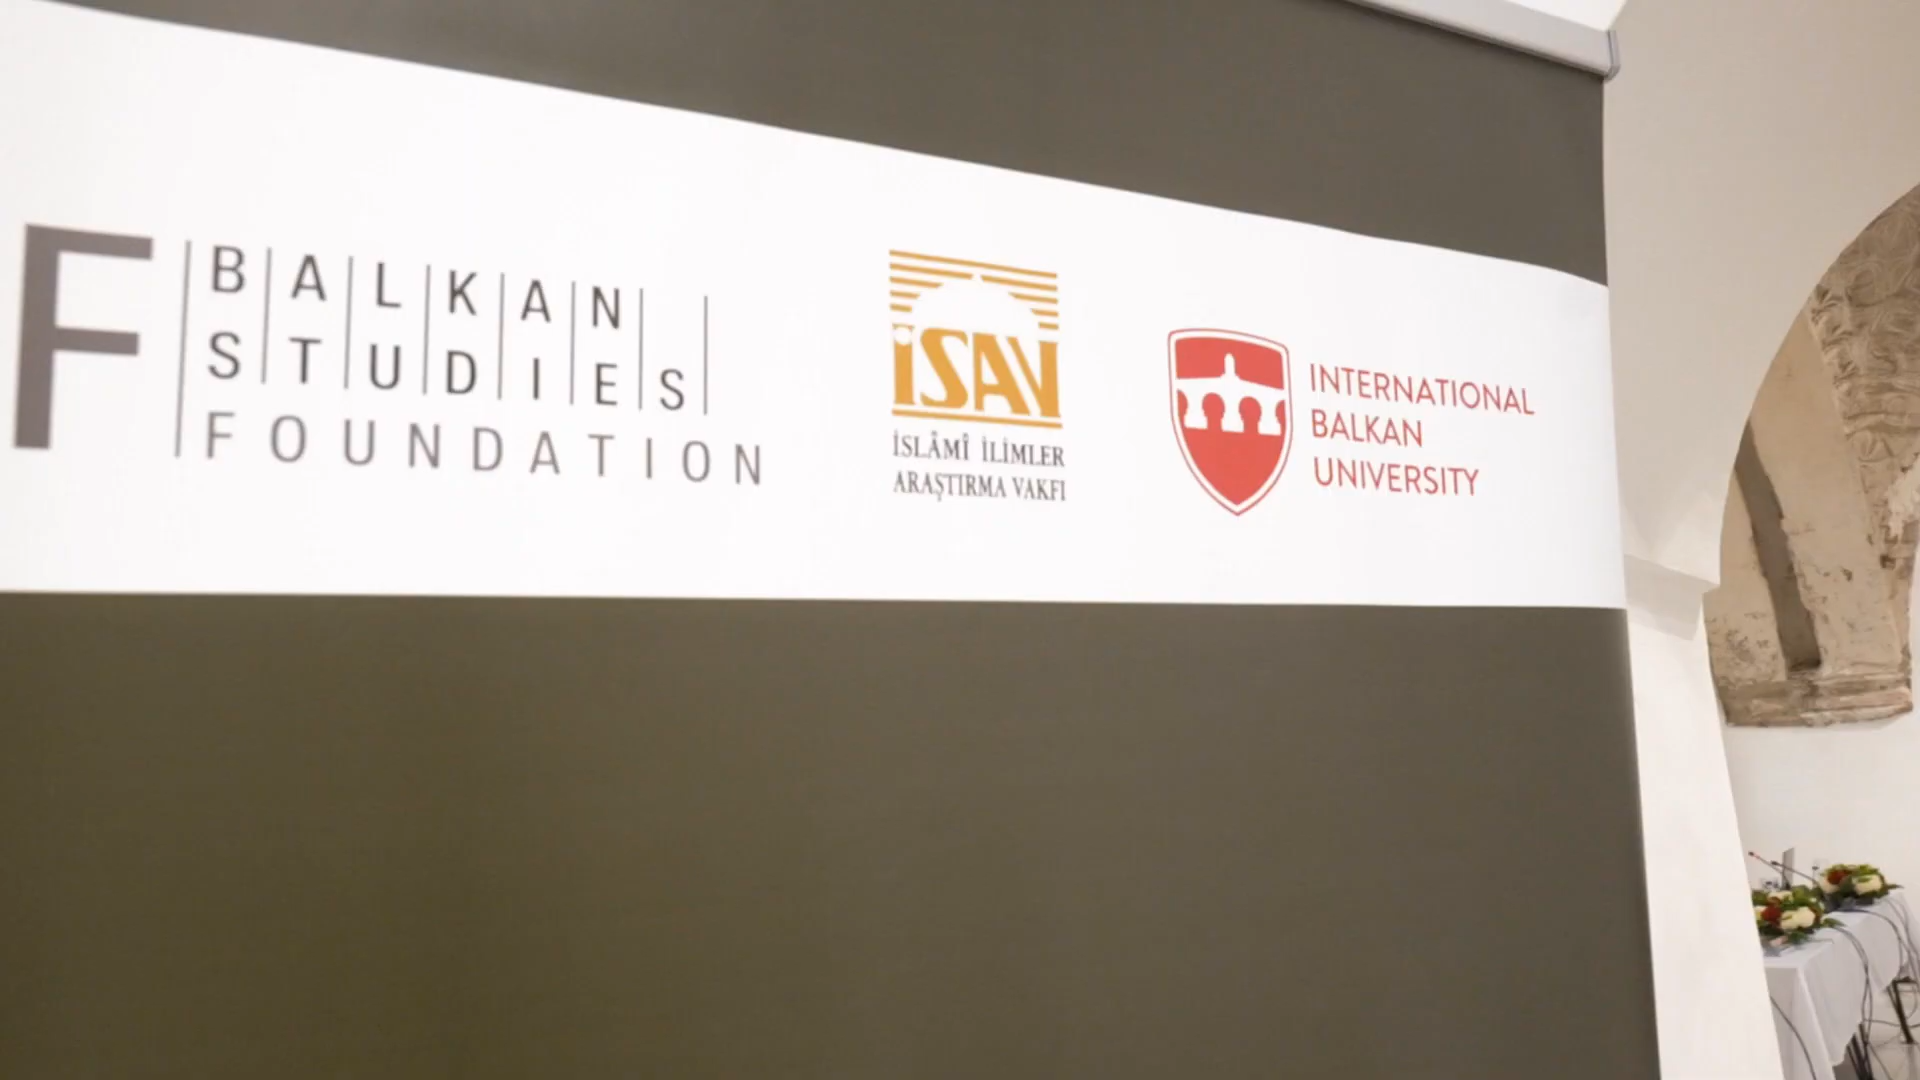 F
BALKAN
STUDIES
FOUNDATION
İSAV
İSLÂMÎ İLİMLER
ARAŞTIRMA VAKFI
INTERNATIONAL
BALKAN
UNIVERSITY